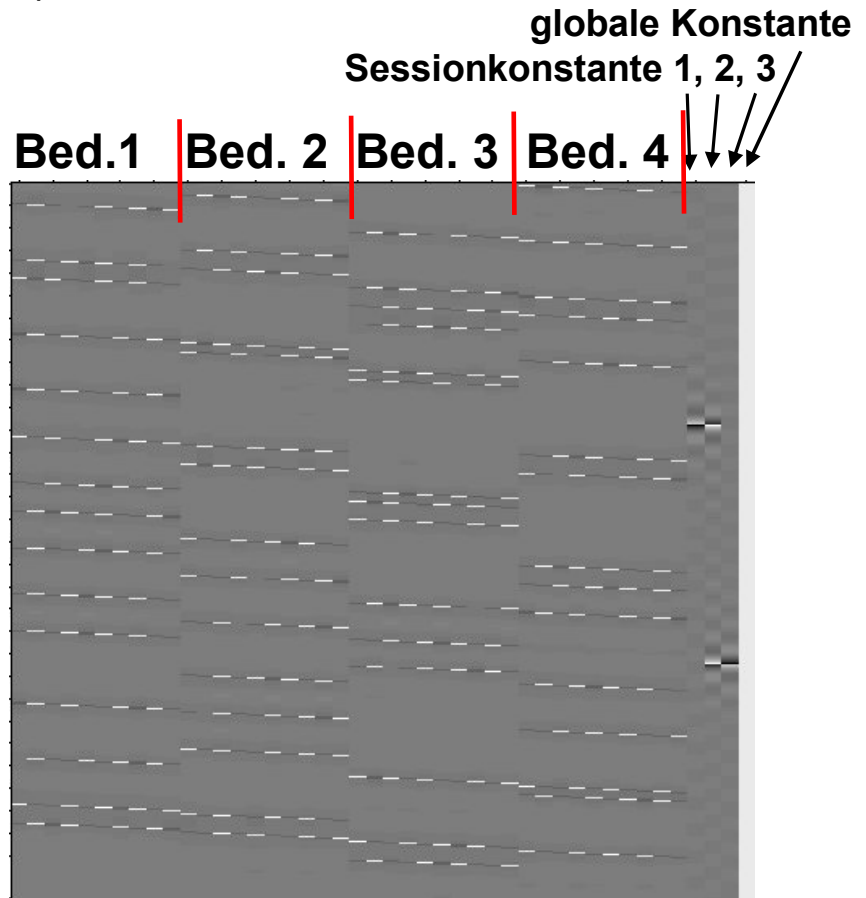 globale Konstante
Sessionkonstante 1, 2, 3
Bed.1 Bed. 2 Bed. 3 Bed. 4